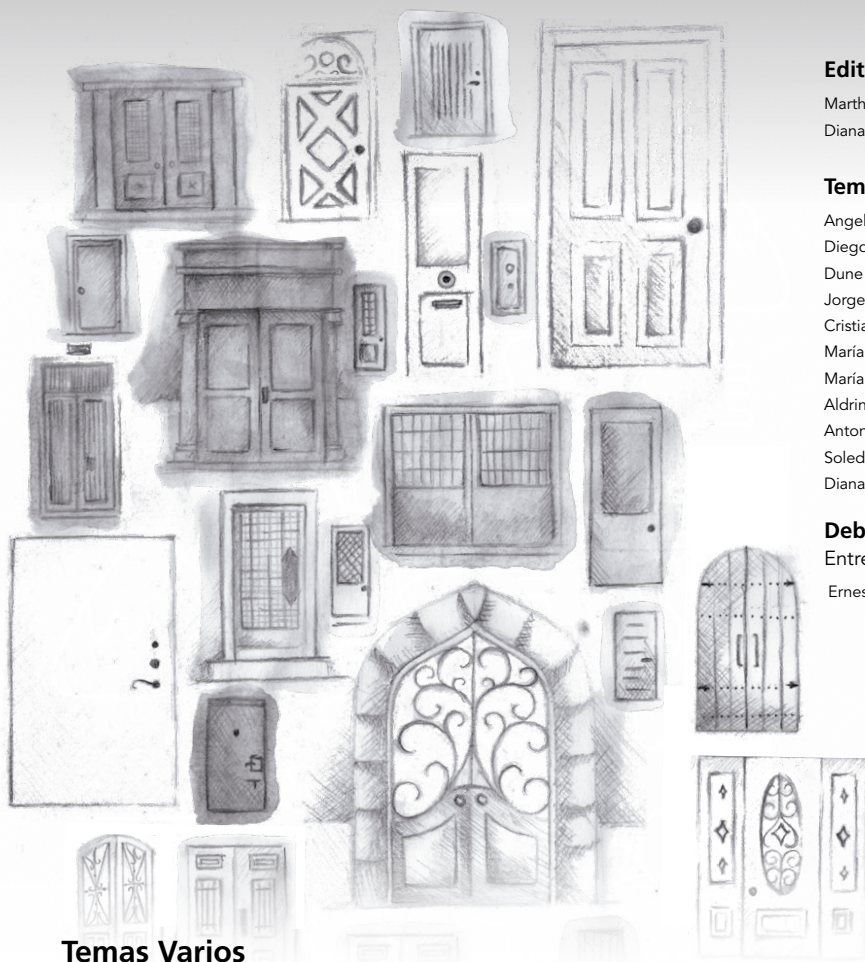 Edit
Marth
Diana
Tem
Angel
Diego
Dune
Jorge
Cristia
María
María
Aldrin
Anton
Soled
Diana
Deb
Entre
Ernes
Temas Varios